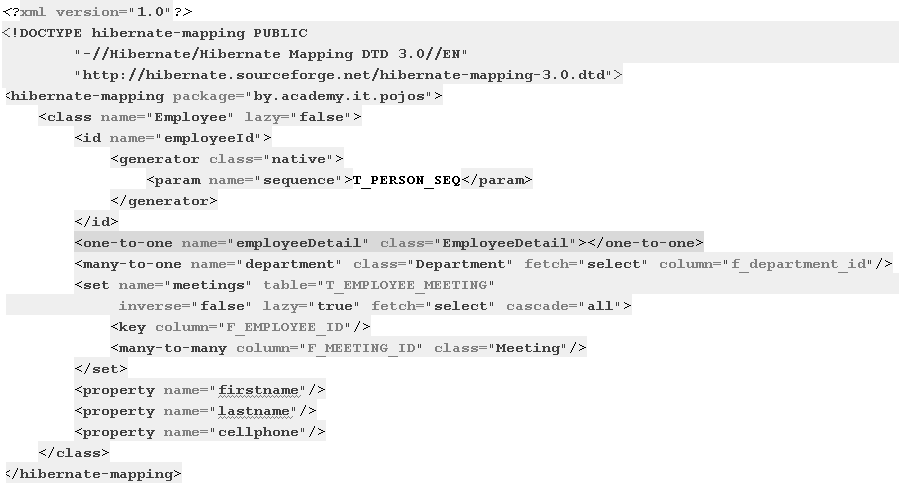 <?xml version="1.0"?>
<!DOCTYPE hibernate-mapping PUBLIC
        "-//Hibernate/Hibernate Mapping DTD 3.0//EN"
        "http://hibernate.sourceforge.net/hibernate-mapping-3.0.dtd">
<hibernate-mapping package="by.academy.it.pojos">
    <class name="Employee" lazy="false">
        <id name="employeeId">
            <generator class="native">
                <param name="sequence">T_PERSON_SEQ</param>
            </generator>
        </id>
        <one-to-one name="employeeDetail" class="EmployeeDetail"></one-to-one>
        <many-to-one name="department" class="Department" fetch="select" column="f_department_id"/>
        <set name="meetings" table="T_EMPLOYEE_MEETING"
             inverse="false" lazy="true" fetch="select" cascade="all">
            <key column="F_EMPLOYEE_ID"/>
            <many-to-many column="F_MEETING_ID" class="Meeting"/>
        </set>
        <property name="firstname"/>
        <property name="lastname"/>
        <property name="cellphone"/>
    </class>
</hibernate-mapping>